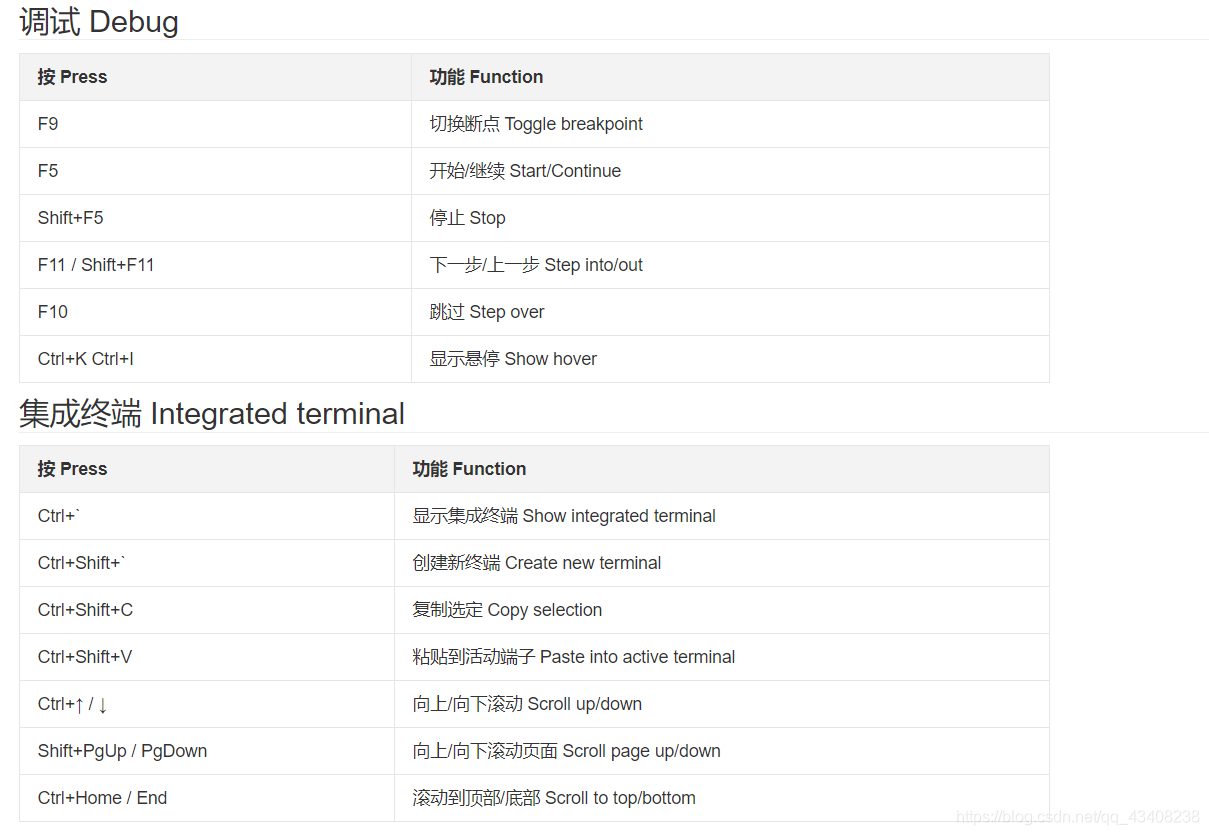 调试 Debug
按 Press 功能 Function
F9 切换断点 Toggle breakpoint
F5 开始/继续 Start/Continue
Shift+F5 停止 Stop
F11 / Shift+F11 下一步/上一步 Step into/out
F10 跳过 Step over
Ctrl+K Ctrl+I 显示悬停 Show hover
集成终端 Integrated terminal
按 Press 功能 Function
Ctrl+` 显示集成终端 Show integrated terminal
Ctrl+Shift+` 创建新终端 Create new terminal
Ctrl+Shift+C 复制选定 Copy selection
Ctrl+Shift+V 粘贴到活动端子 Paste into active terminal
Ctrl+↑ / ↓ 向上/向下滚动 Scroll up/down
Shift+PgUp / PgDown 向上/向下滚动页面 Scroll page up/down
Ctrl+Home / End 滚动到顶部/底部 Scroll to top/bottom
https://blog.csdn.net/qq_43408238